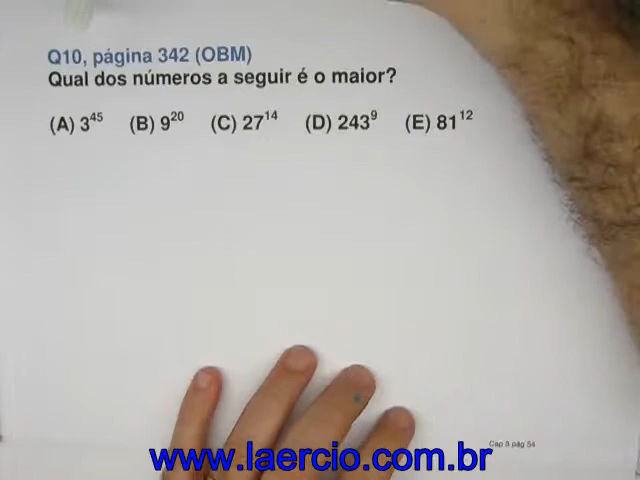 Q10, página 342 (OBM)
Qual dos números a seguir é o maior?
(A) 3⁴⁵ (B) 9²⁰ (C) 27¹⁴ (D) 243⁹ (E) 81¹²
Cap 9 pág 54
www.laercio.com.br